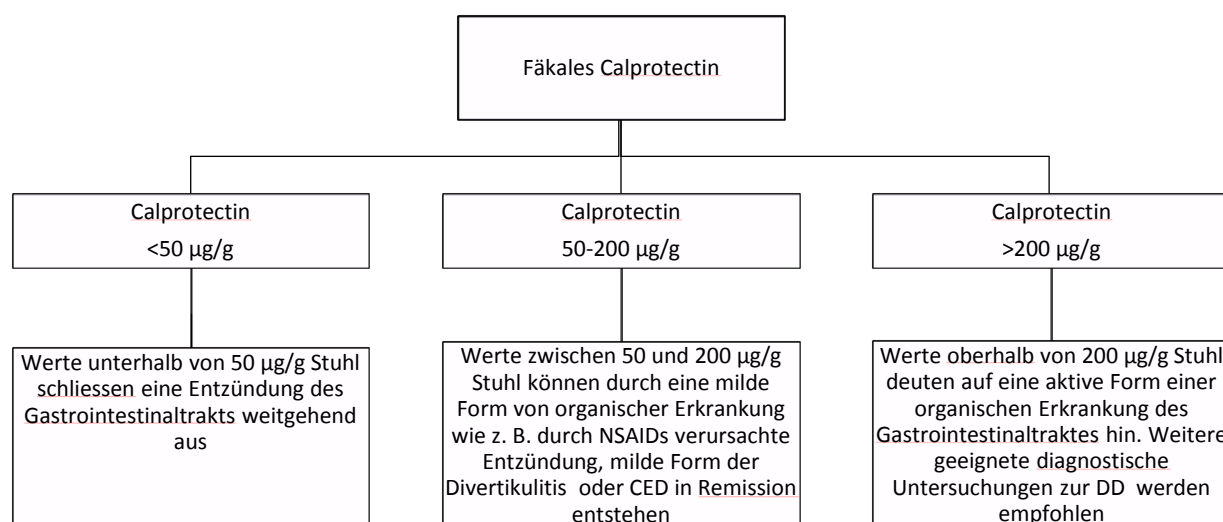 Fäkales Calprotectin
Calprotectin
<50 µg/g
Calprotectin
50-200 µg/g
Calprotectin
>200 µg/g
Werte unterhalb von 50 µg/g Stuhl
schliessen eine Entzündung des
Gastrointestinaltrakts weitgehend
aus
Werte zwischen 50 und 200 µg/g
Stuhl können durch eine milde
Form von organischer Erkrankung
wie z. B. durch NSAIDs verursachte
Entzündung, milde Form der
Divertikulitis oder CED in Remission
entstehen
Werte oberhalb von 200 µg/g Stuhl
deuten auf eine aktive Form einer
organischen Erkrankung des
Gastrointestinaltraktes hin. Weitere
geeignete diagnostische
Untersuchungen zur DD werden
empfohlen